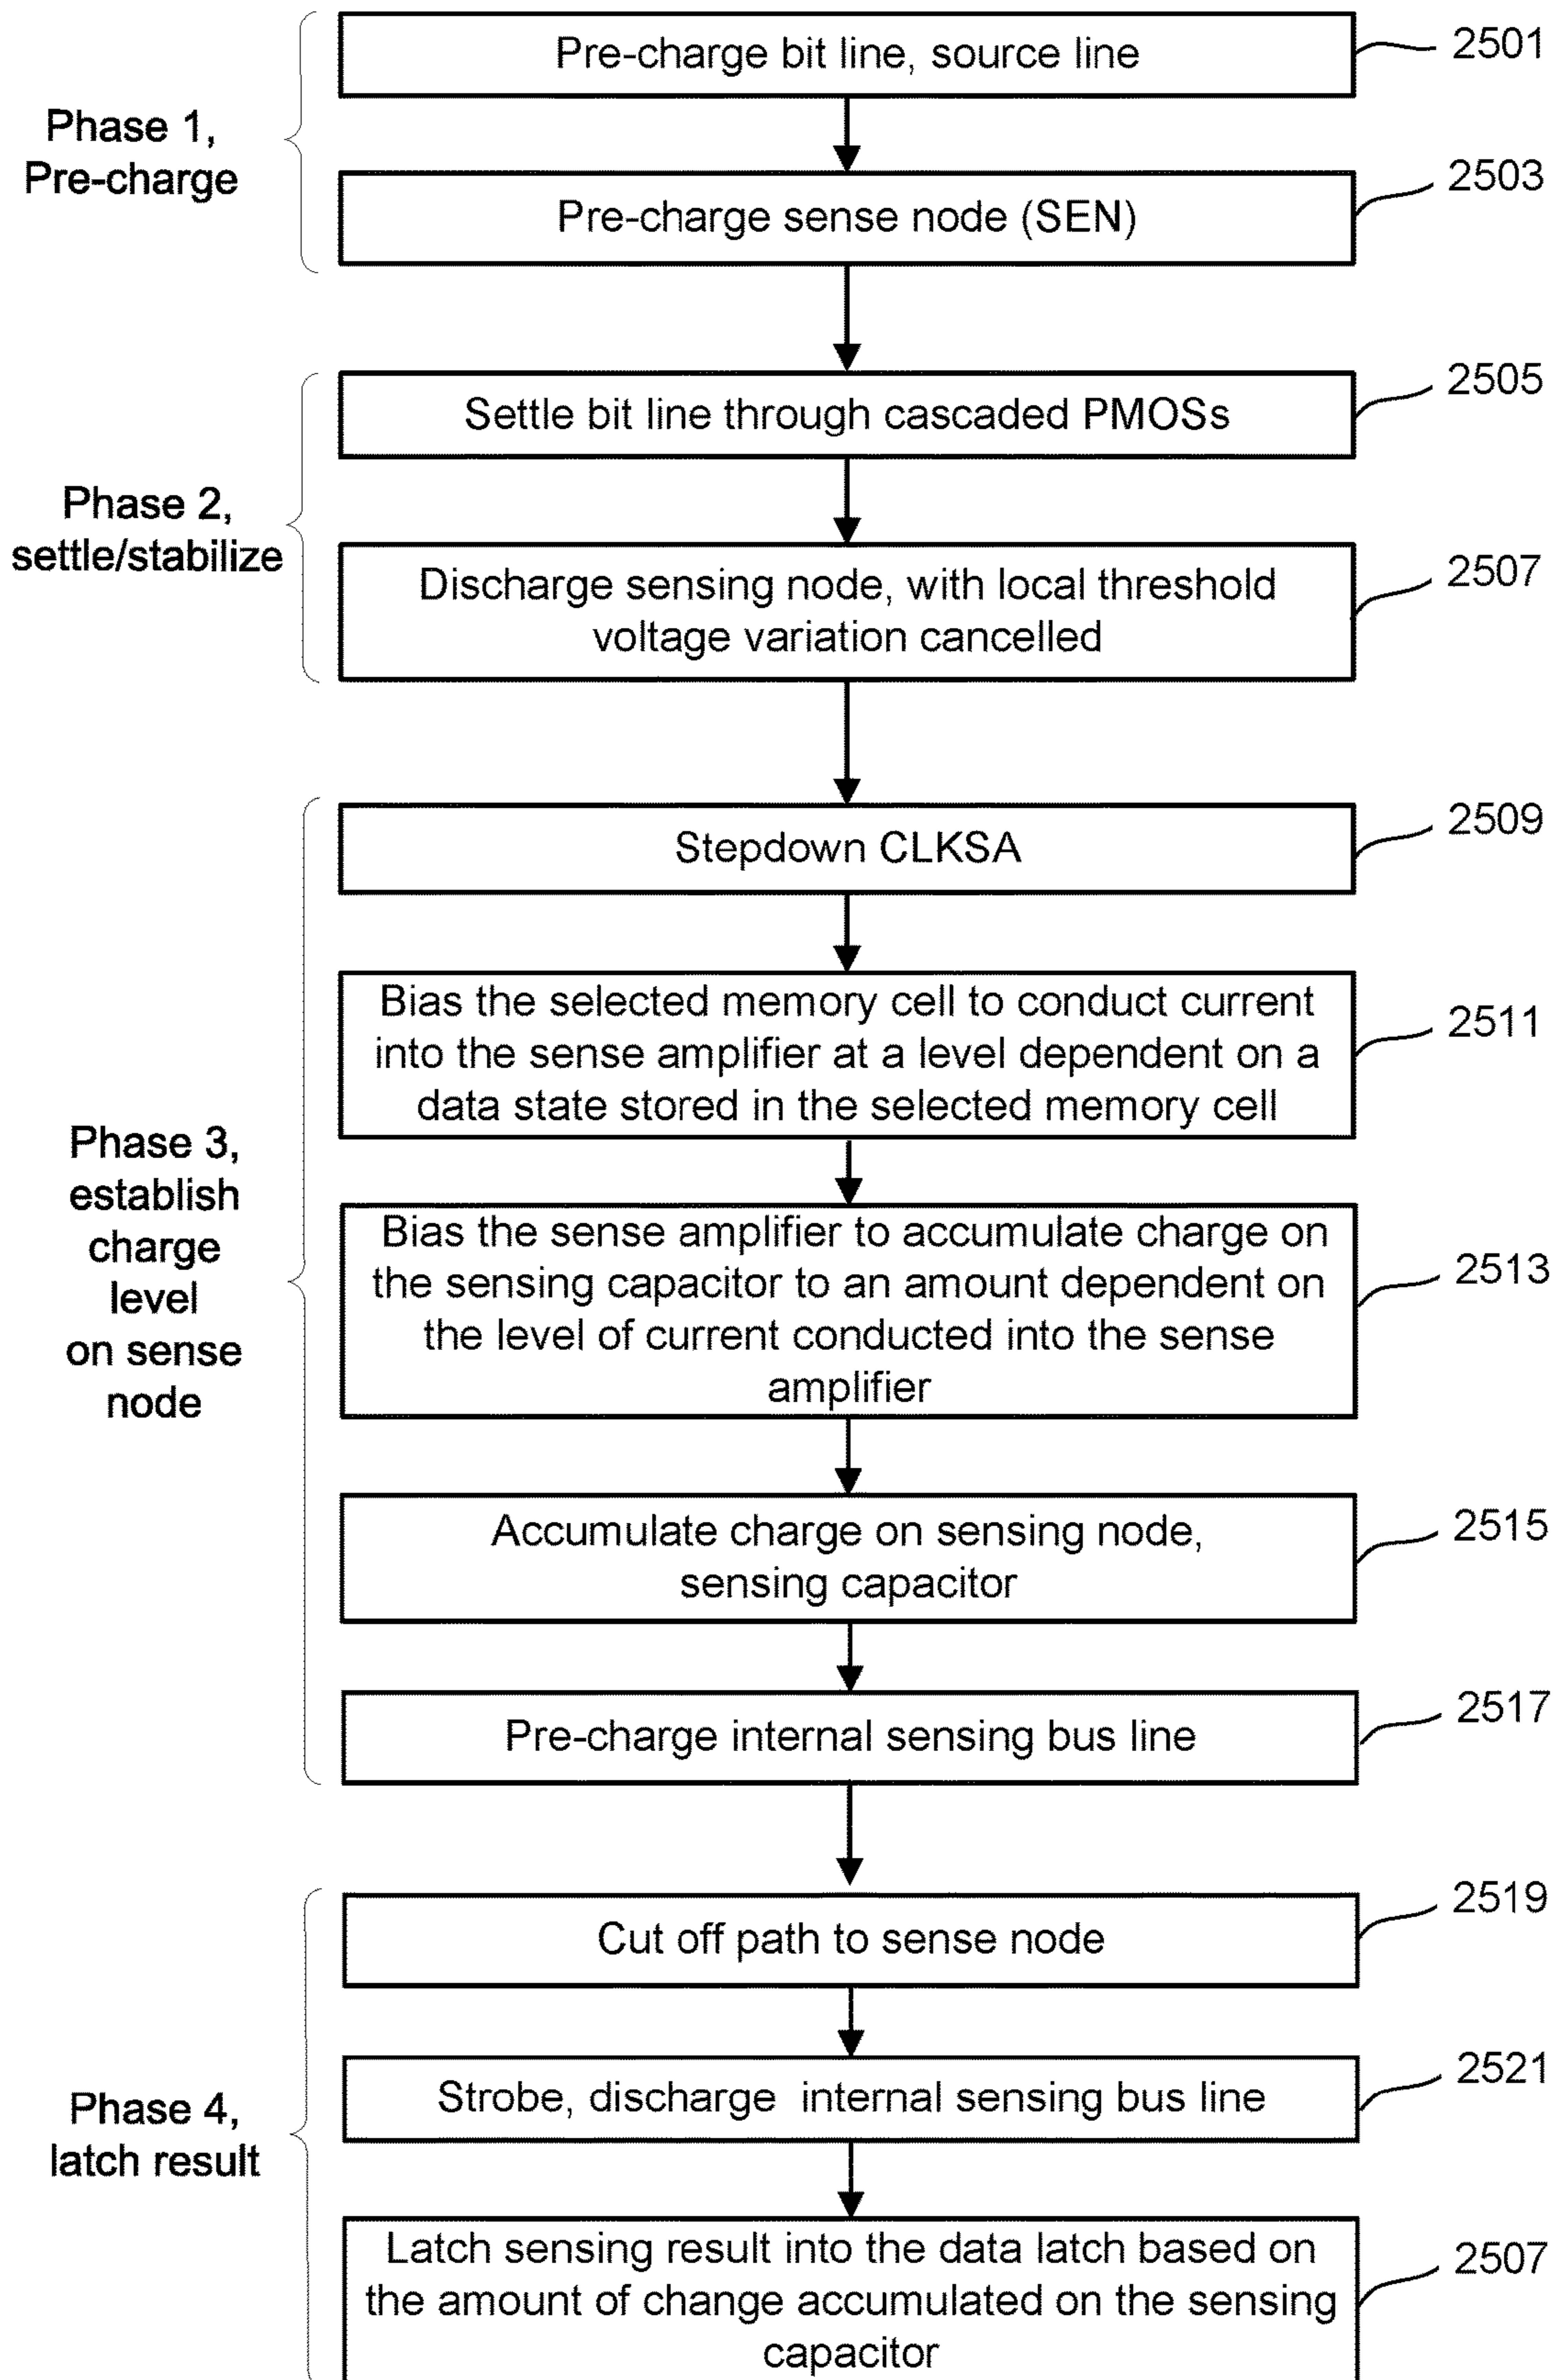 Phase 1,
Pre-charge
Pre-charge bit line, source line
2501
Pre-charge sense node (SEN)
2503
Phase 2,
settle/stabilize
Settle bit line through cascaded PMOSs
2505
Discharge sensing node, with local threshold
voltage variation cancelled
2507
Phase 3,
establish
charge
level
on sense
node
Stepdown CLKSA
2509
Bias the selected memory cell to conduct current
into the sense amplifier at a level dependent on a
data state stored in the selected memory cell
2511
Bias the sense amplifier to accumulate charge on
the sensing capacitor to an amount dependent on
the level of current conducted into the sense
amplifier
2513
Accumulate charge on sensing node,
sensing capacitor
2515
Pre-charge internal sensing bus line
2517
Phase 4,
latch result
Cut off path to sense node
2519
Strobe, discharge internal sensing bus line
2521
Latch sensing result into the data latch based on
the amount of change accumulated on the sensing
capacitor
2507